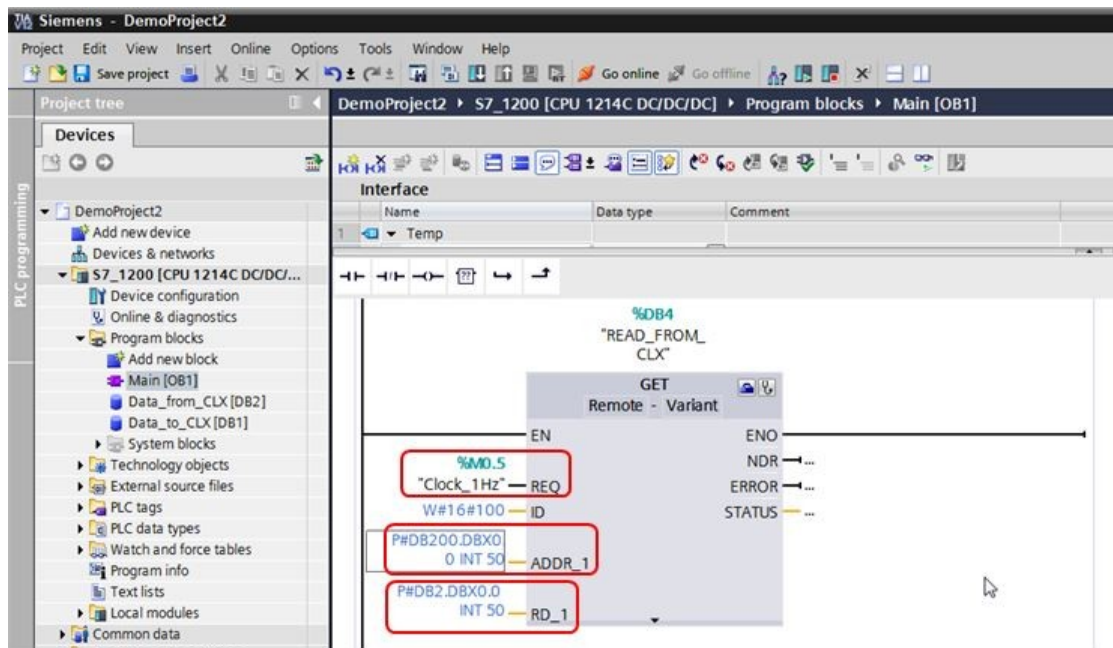 Siemens - DemoProject2
Project Edit View Insert Online Options Tools Window Help
Save project Go online Go offline
Project tree
DemoProject2 S7_1200 [CPU 1214C DC/DC/DC] Program blocks Main [OB1]
Devices
PLC programming
DemoProject2
Add new device
Devices & networks
S7_1200 [CPU 1214C DC/DC/...
Device configuration
Online & diagnostics
Program blocks
Add new block
Main [OB1]
Data_from_CLX [DB2]
Data_to_CLX [DB1]
System blocks
Technology objects
External source files
PLC tags
PLC data types
Watch and force tables
Program info
Text lists
Local modules
Common data
Interface
Name Data type Comment
1 Temp
%DB4
"READ_FROM_
CLX"
GET
Remote - Variant
EN ENO
%M0.5 NDR ...
"Clock_1Hz" REQ ERROR ...
W#16#100 ID STATUS ...
P#DB200.DBX0
0 INT 50 ADDR_1
P#DB2.DBX0.0
INT 50 RD_1